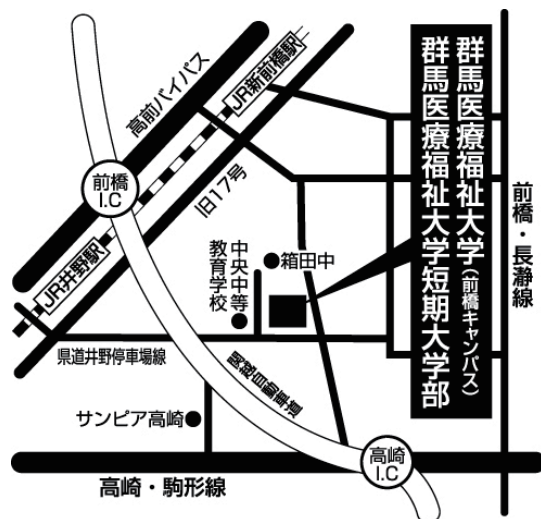 高前バイパス
JR新前橋駅
前橋
I.C
旧17号
JR井野駅
中央中等
教育学校
箱田中
県道井野停車場線
関越自動車道
サンピア高崎
高崎
I.C
高崎・駒形線
群馬医療福祉大学(前橋キャンパス)
群馬医療福祉大学短期大学部
前橋・長瀞線